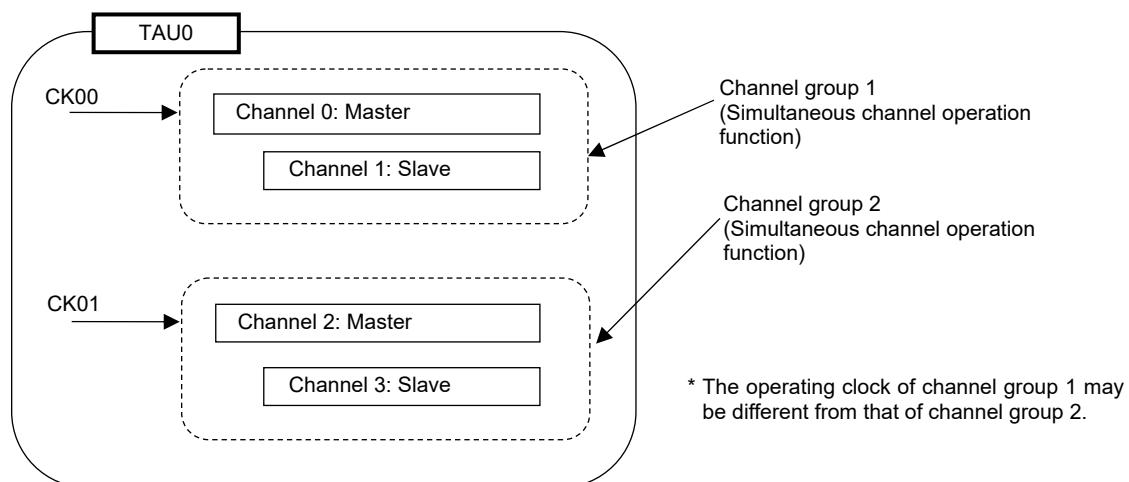 TAU0
CK00
Channel 0: Master
Channel 1: Slave
Channel group 1
(Simultaneous channel operation
function)
Channel group 2
(Simultaneous channel operation
function)
CK01
Channel 2: Master
Channel 3: Slave
* The operating clock of channel group 1 may
be different from that of channel group 2.